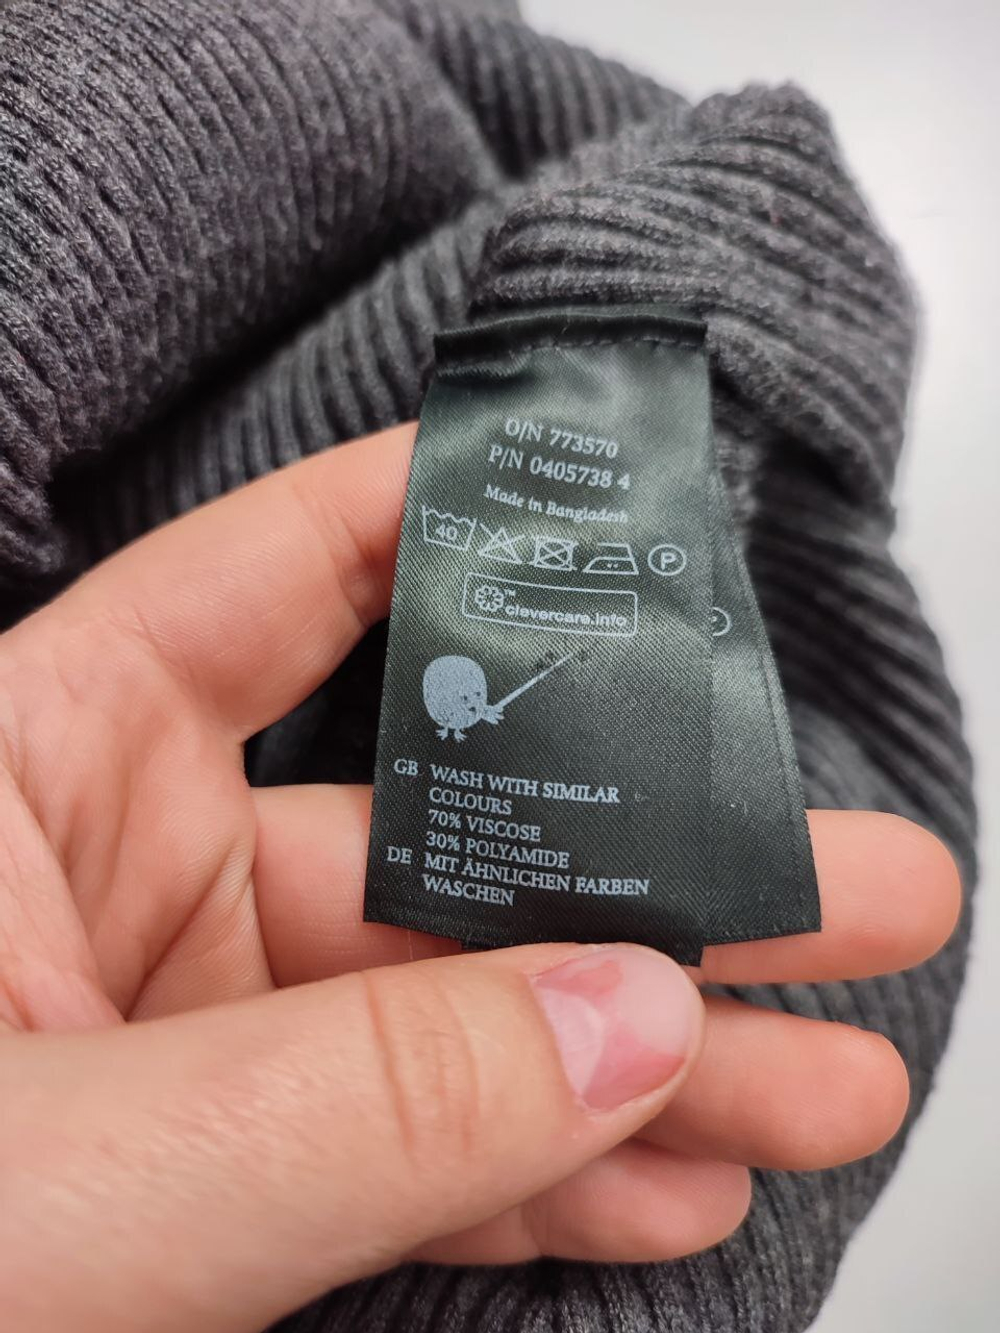 O/N 773570
P/N 0405738 4
Made in Bangladesh
40 P
™ clevercare.info
GB WASH WITH SIMILAR
COLOURS
70% VISCOSE
30% POLYAMIDE
DE MIT ÄHNLICHEN FARBEN
WASCHEN